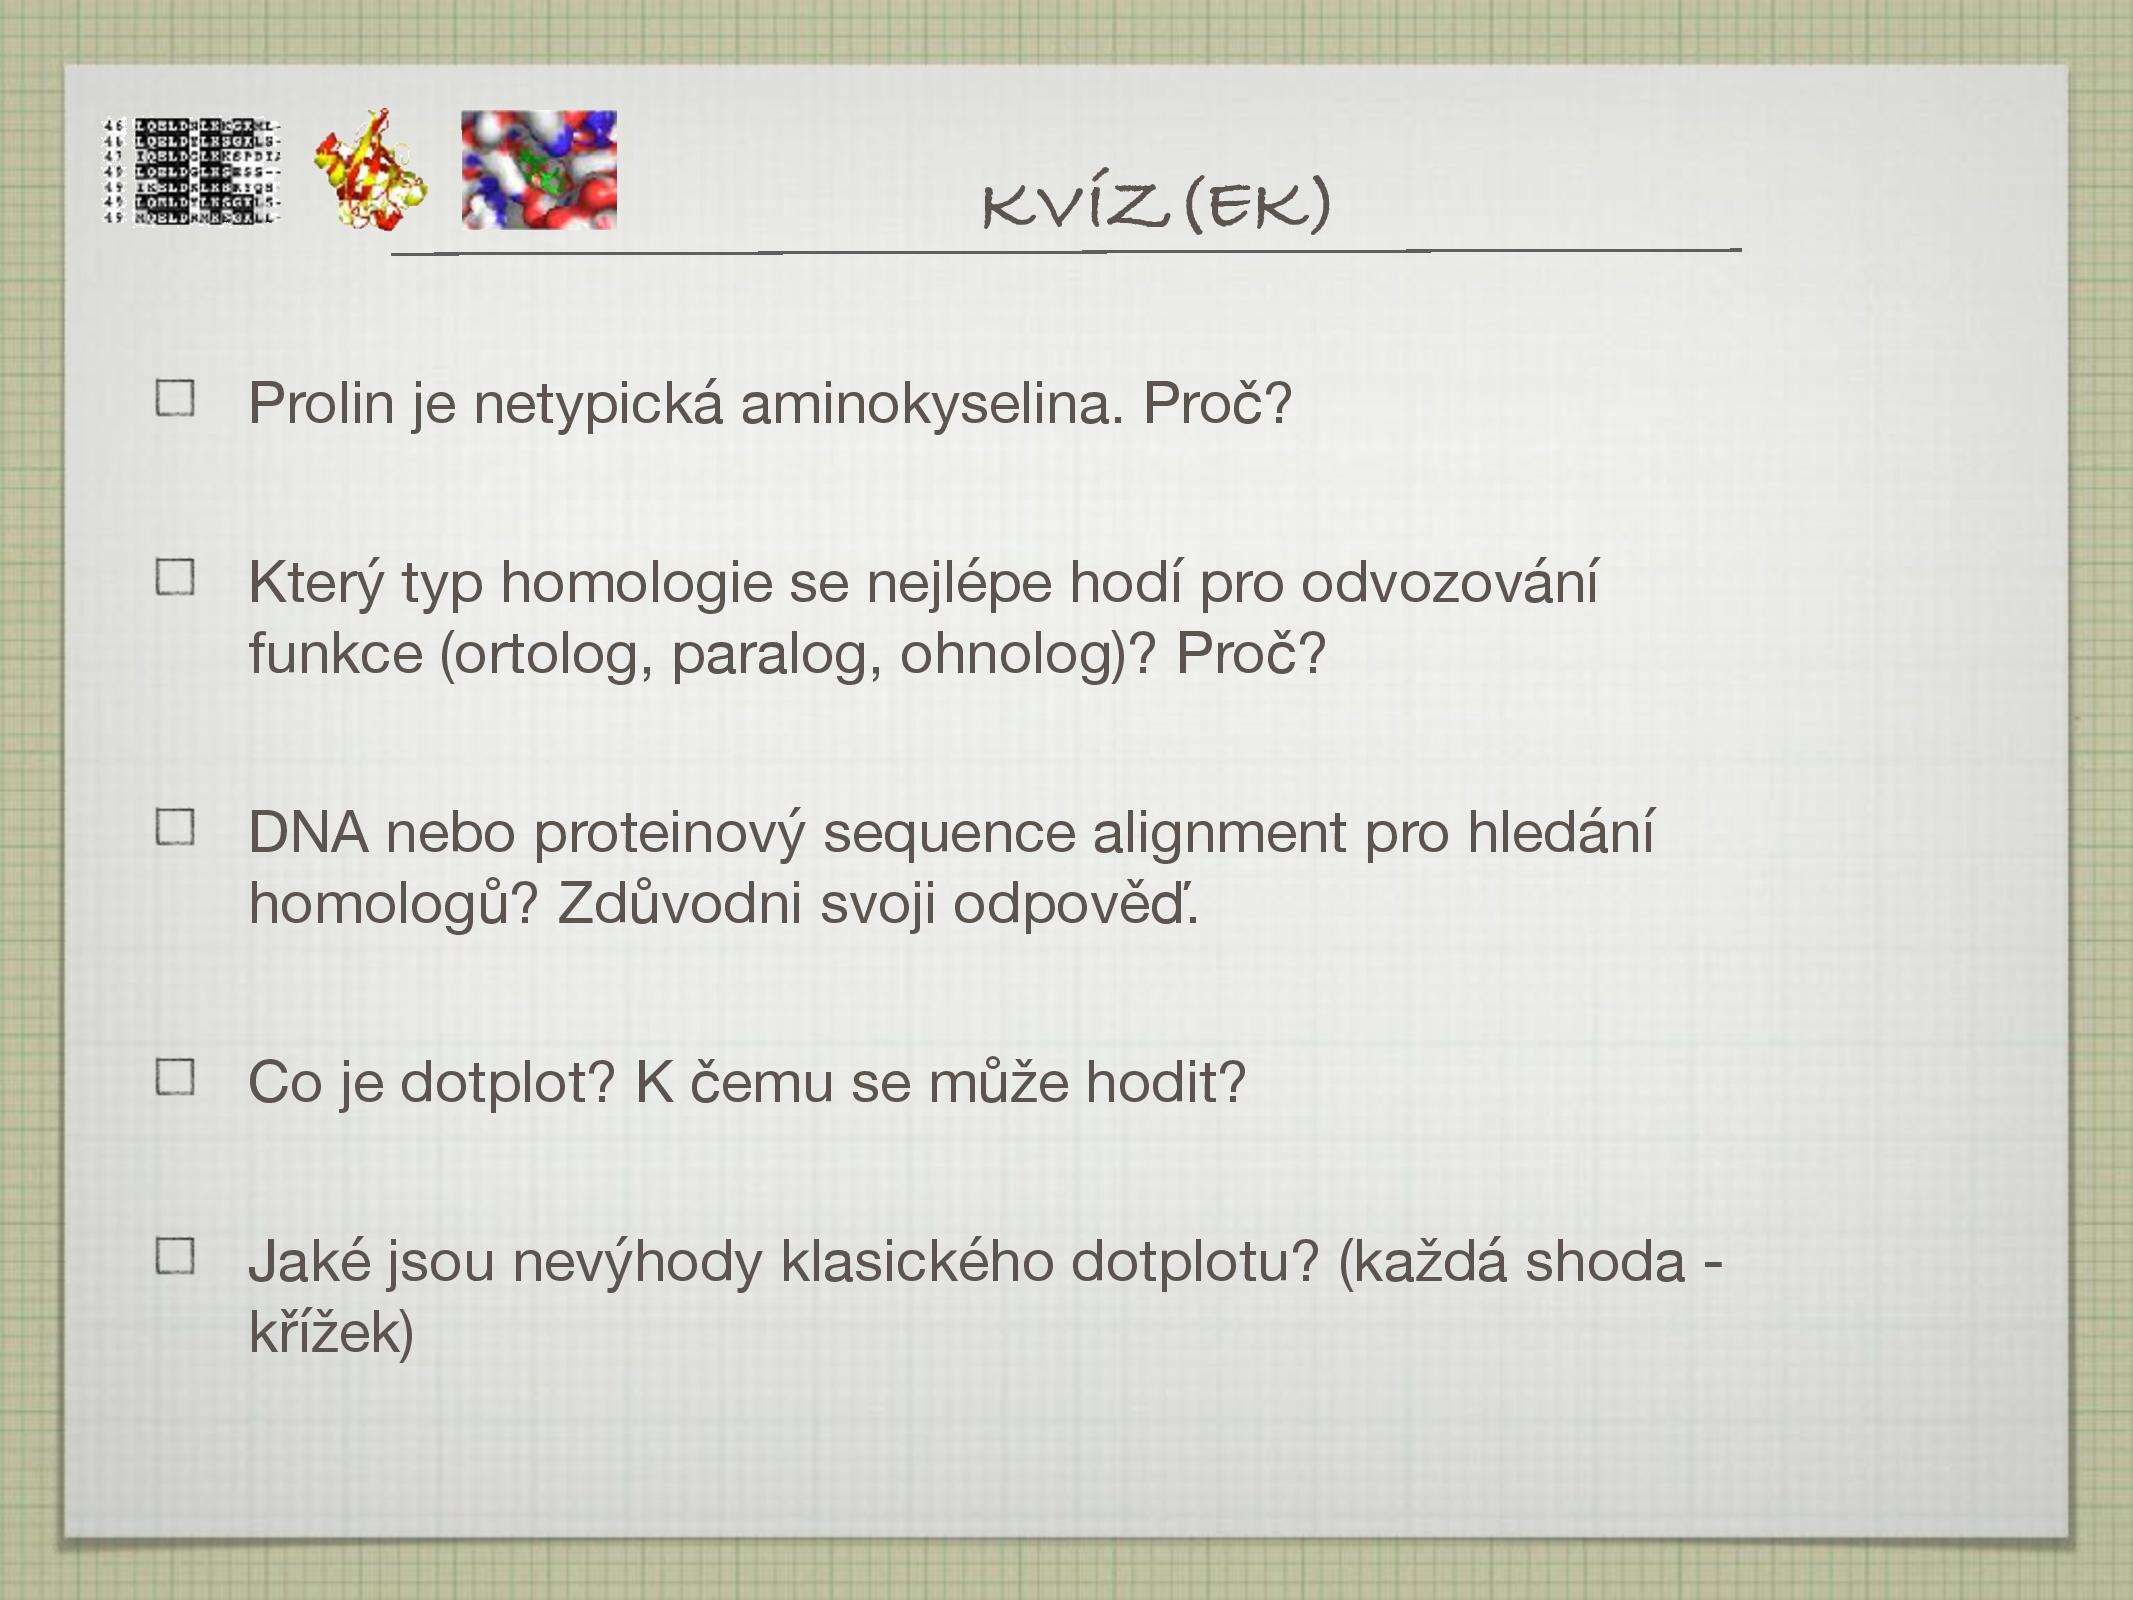 KVÍZ(EK)
Prolin je netypická aminokyselina. Proč?
Který typ homologie se nejlépe hodí pro odvozování
funkce (ortolog, paralog, ohnolog)? Proč?
DNA nebo proteinový sequence alignment pro hledání
homologů? Zdůvodni svoji odpověď.
Co je dotplot? K čemu se může hodit?
Jaké jsou nevýhody klasického dotplotu? (každá shoda -
křížek)